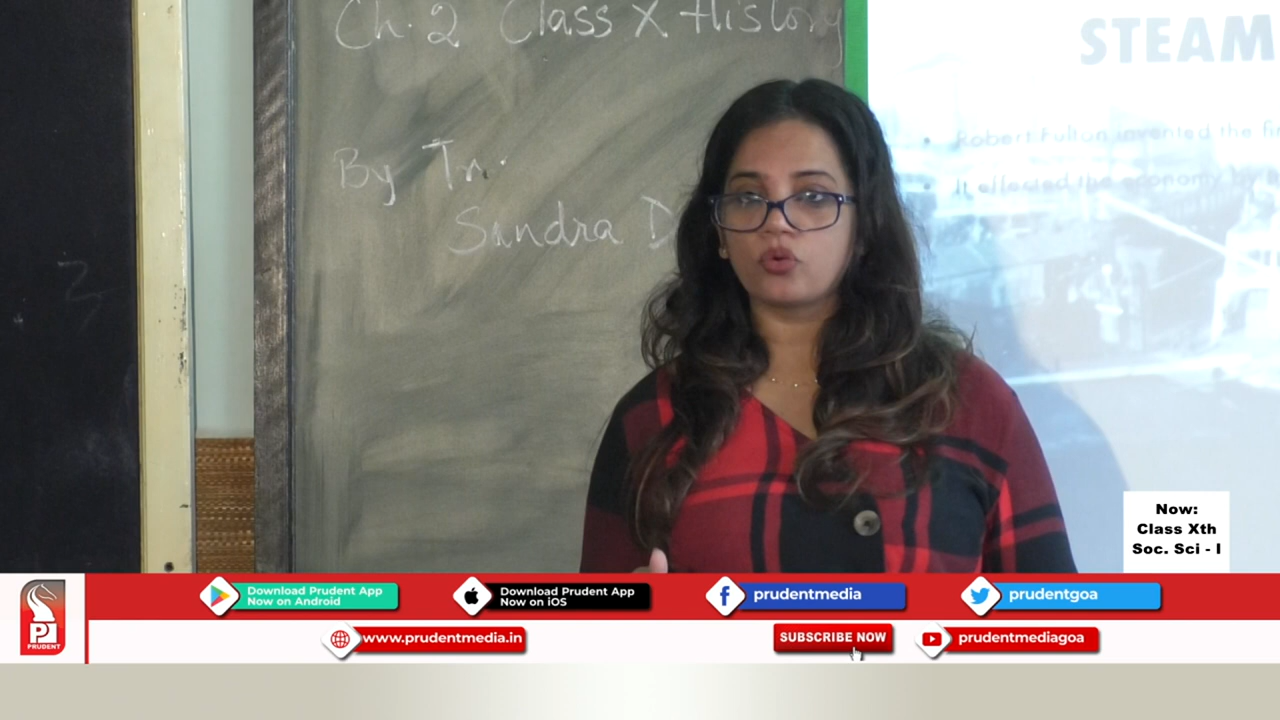 Ch. 2 Class X History
By Tr.
Sandra D
STEAM
• Robert Fulton invented the
• It effected the economy by
Now:
Class Xth
Soc. Sci - I
Download Prudent App
Now on Android
Download Prudent App
Now on iOS
prudentmedia
prudentgoa
PRUDENT
www.prudentmedia.in
SUBSCRIBE NOW
prudentmediagoa